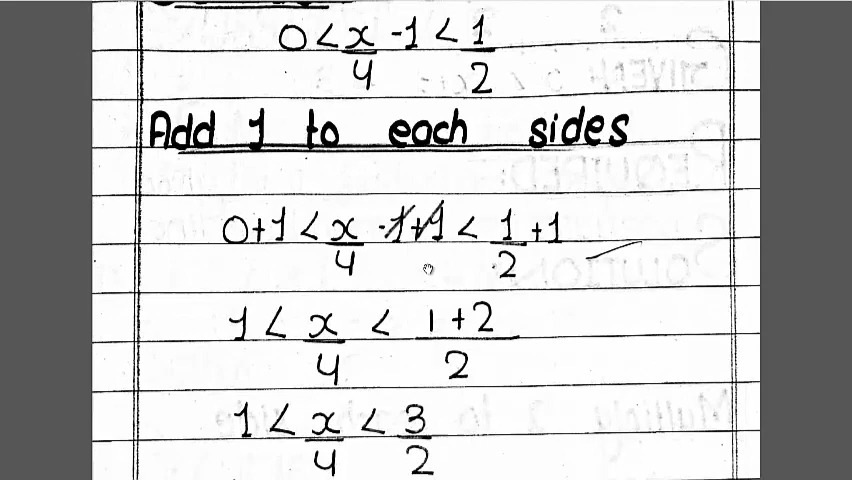 0 < x/4 - 1 < 1/2
Add 1 to each sides
0+1 < x/4 -1+1 < 1/2 +1
1 < x/4 < 1+2/2
1 < x/4 < 3/2